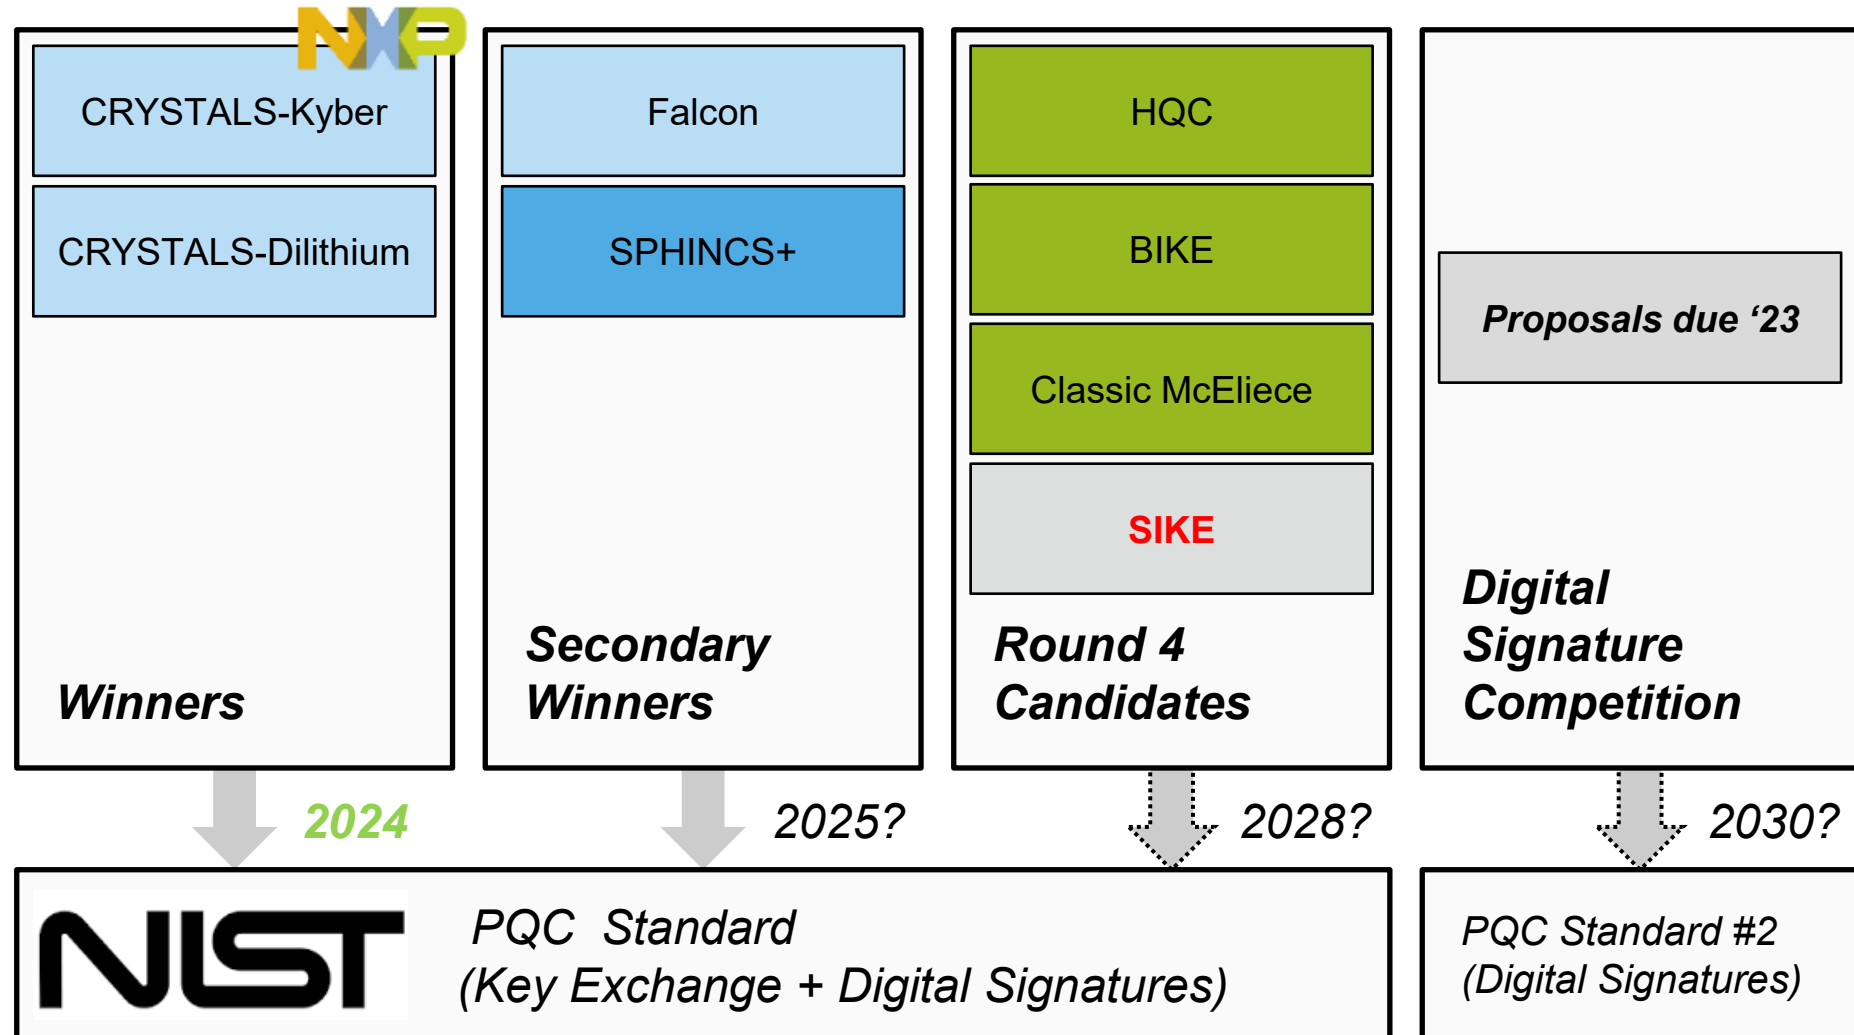 NXP
CRYSTALS-Kyber
CRYSTALS-Dilithium
Winners
2024
Falcon
SPHINCS+
Secondary
Winners
2025?
HQC
BIKE
Classic McEliece
SIKE
Round 4
Candidates
2028?
Proposals due ‘23
Digital
Signature
Competition
2030?
NIST
PQC Standard
(Key Exchange + Digital Signatures)
PQC Standard #2
(Digital Signatures)